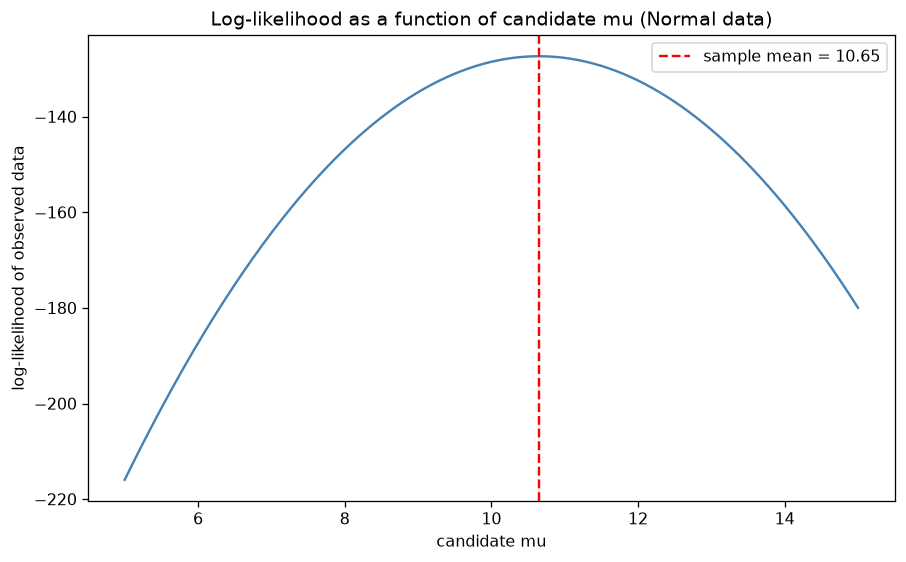 Log-likelihood as a function of candidate mu (Normal data)
sample mean = 10.65
log-likelihood of observed data
−140
−160
−180
−200
−220
6 8 10 12 14
candidate mu